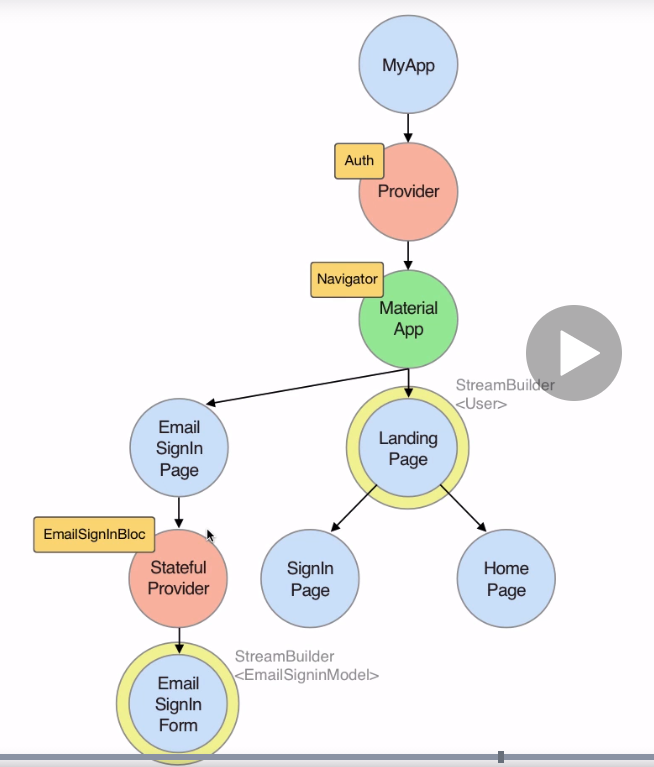 MyApp
Auth
Provider
Navigator
Material
App
StreamBuilder
<User>
Email
SignIn
Page
Landing
Page
EmailSignInBloc
Stateful
Provider
SignIn
Page
Home
Page
StreamBuilder
<EmailSigninModel>
Email
SignIn
Form